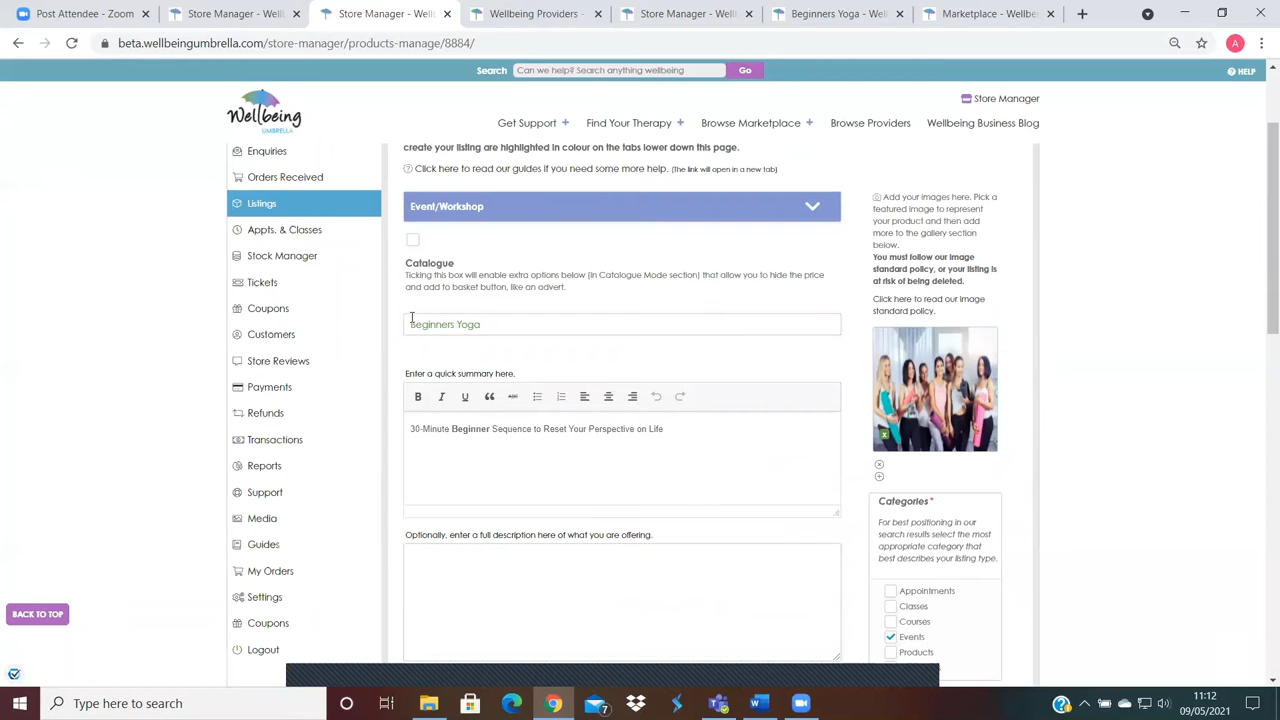 Post Attendee - Zoom
Store Manager - Wellbe
Store Manager - Wellbe
Get Providers - Wellbei
Store Manager - Wellbe
Beginners Yoga - Wellb
Marketplace - Wellbein
beta.wellbeingumbrella.com/store-manager/products-manage/8884/
A
Search
Can we help? Search anything wellbeing
Go
HELP
Wellbeing
UMBRELLA
Store Manager
Get Support +
Find Your Therapy +
Browse Marketplace +
Browse Providers
Wellbeing Business Blog
Enquiries
Orders Received
Listings
Appts. & Classes
Stock Manager
Tickets
Coupons
Customers
Store Reviews
Payments
Refunds
Transactions
Reports
Support
Media
Guides
My Orders
Settings
Coupons
Logout
BACK TO TOP
create your listing are highlighted in colour on the tabs lower down this page.
Click here to read our guides if you need some more help. (The link will open in a new tab)
Event/Workshop
Catalogue
Ticking this box will enable extra options below (in Catalogue Mode section) that allow you to hide the price
and add to basket button, like an advert.
Beginners Yoga
Enter a quick summary here.
B I U ABC
30-Minute Beginner Sequence to Reset Your Perspective on Life
Optionally, enter a full description here of what you are offering.
Add your images here. Pick a
featured image to represent
your product and then add
more to the gallery section
below.
You must follow our image
standard policy, or your listing is
at risk of being deleted.
Click here to read our image
standard policy.
Categories *
For best positioning in our
search results select the most
appropriate category that
best describes your listing type.
Appointments
Classes
Courses
Events
Products
Type here to search
7
11:12
09/05/2021